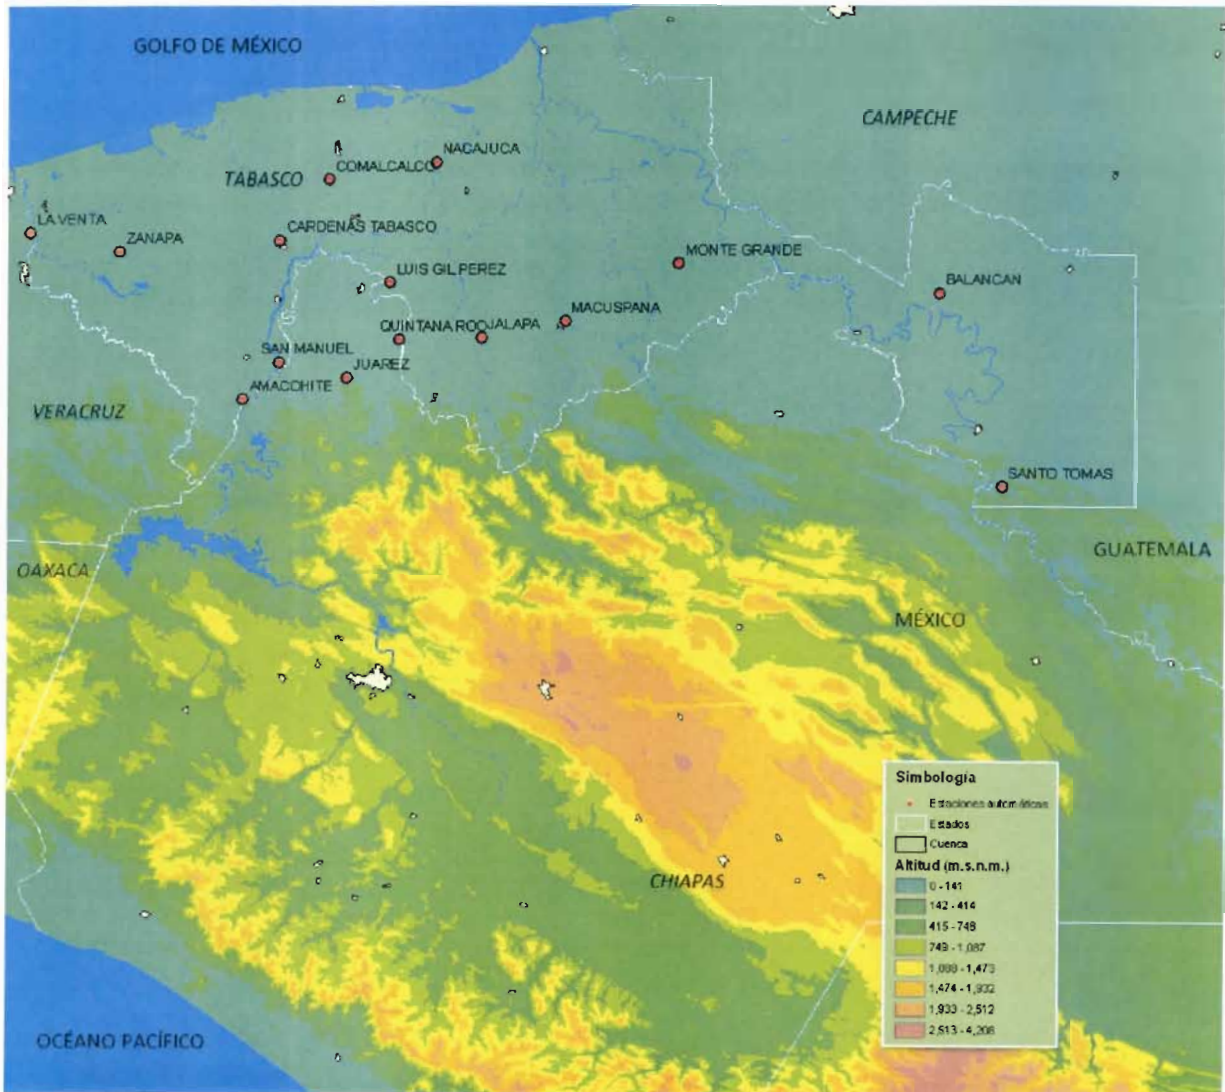 GOLFO DE MÉXICO
CAMPECHE
NACAJUCA
COMALCALCO
TABASCO
LA VENTA
CARDENAS TABASCO
ZANAPA
MONTE GRANDE
LUIS GIL PEREZ
BALANCAN
MACUSPANA
QUINTANA ROO
JALAPA
SAN MANUEL
JUAREZ
AMACOHITE
VERACRUZ
SANTO TOMAS
GUATEMALA
OAXACA
MÉXICO
CHIAPAS
OCÉANO PACÍFICO
Simbología
Estaciones automáticas
Estados
Cuenca
Altitud (m.s.n.m.)
0 - 141
142 - 414
415 - 748
749 - 1,087
1,088 - 1,473
1,474 - 1,932
1,933 - 2,512
2,513 - 4,208